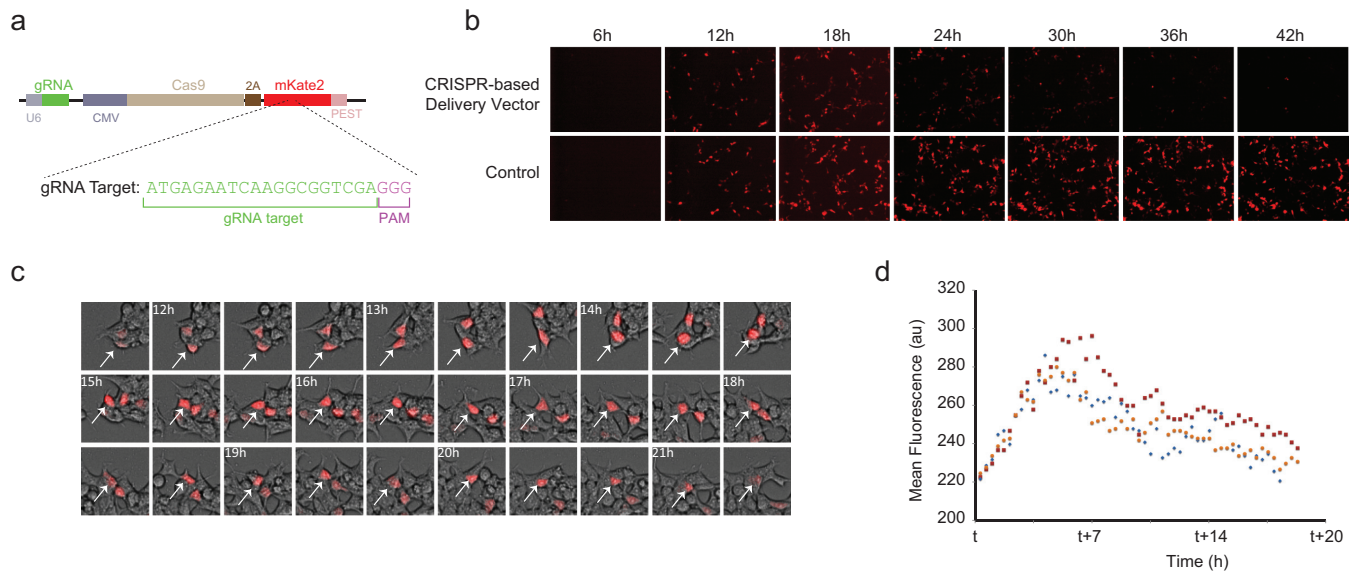 a
gRNA
Cas9
2A
mKate2
U6
CMV
PEST
gRNA Target: ATGAGAATCAAGGCGGTCGAGGG
gRNA target
PAM
b
6h 12h 18h 24h 30h 36h 42h
CRISPR-based
Delivery Vector
Control
c
12h 13h 14h
15h 16h 17h 18h
19h 20h 21h
d
Mean Fluorescence (au)
320
300
280
260
240
220
200
t t+7 t+14 t+20
Time (h)